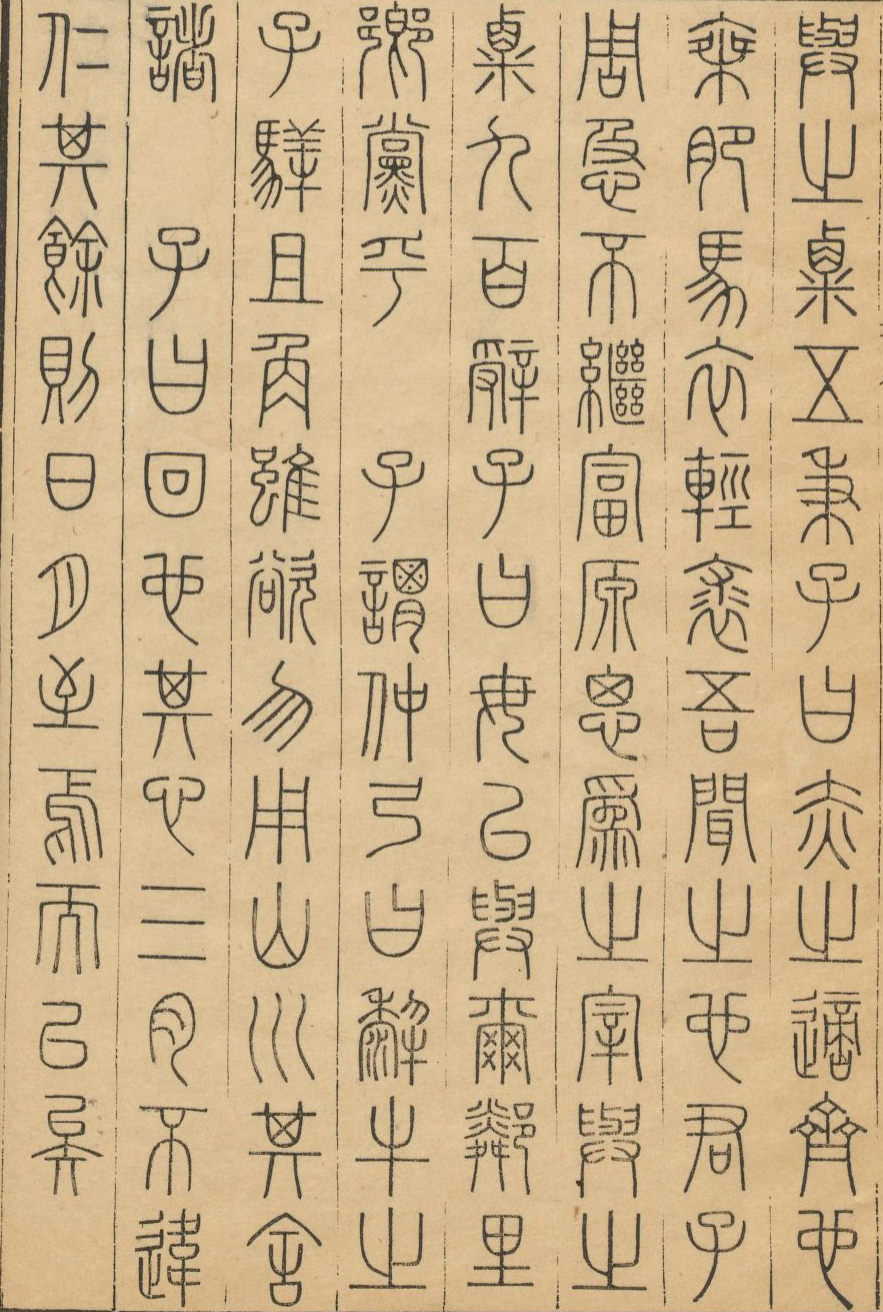 與之粟五秉子曰赤之適齊也
乘肥馬衣輕裘吾聞之也君子
周急不繼富原思爲之宰與之
粟九百辭子曰毋以與爾鄰里
鄉黨乎　子謂仲弓曰犂牛之
子騂且角雖欲勿用山川其舍
諸　子曰回也其心三月不違
仁其餘則日月至焉而已矣